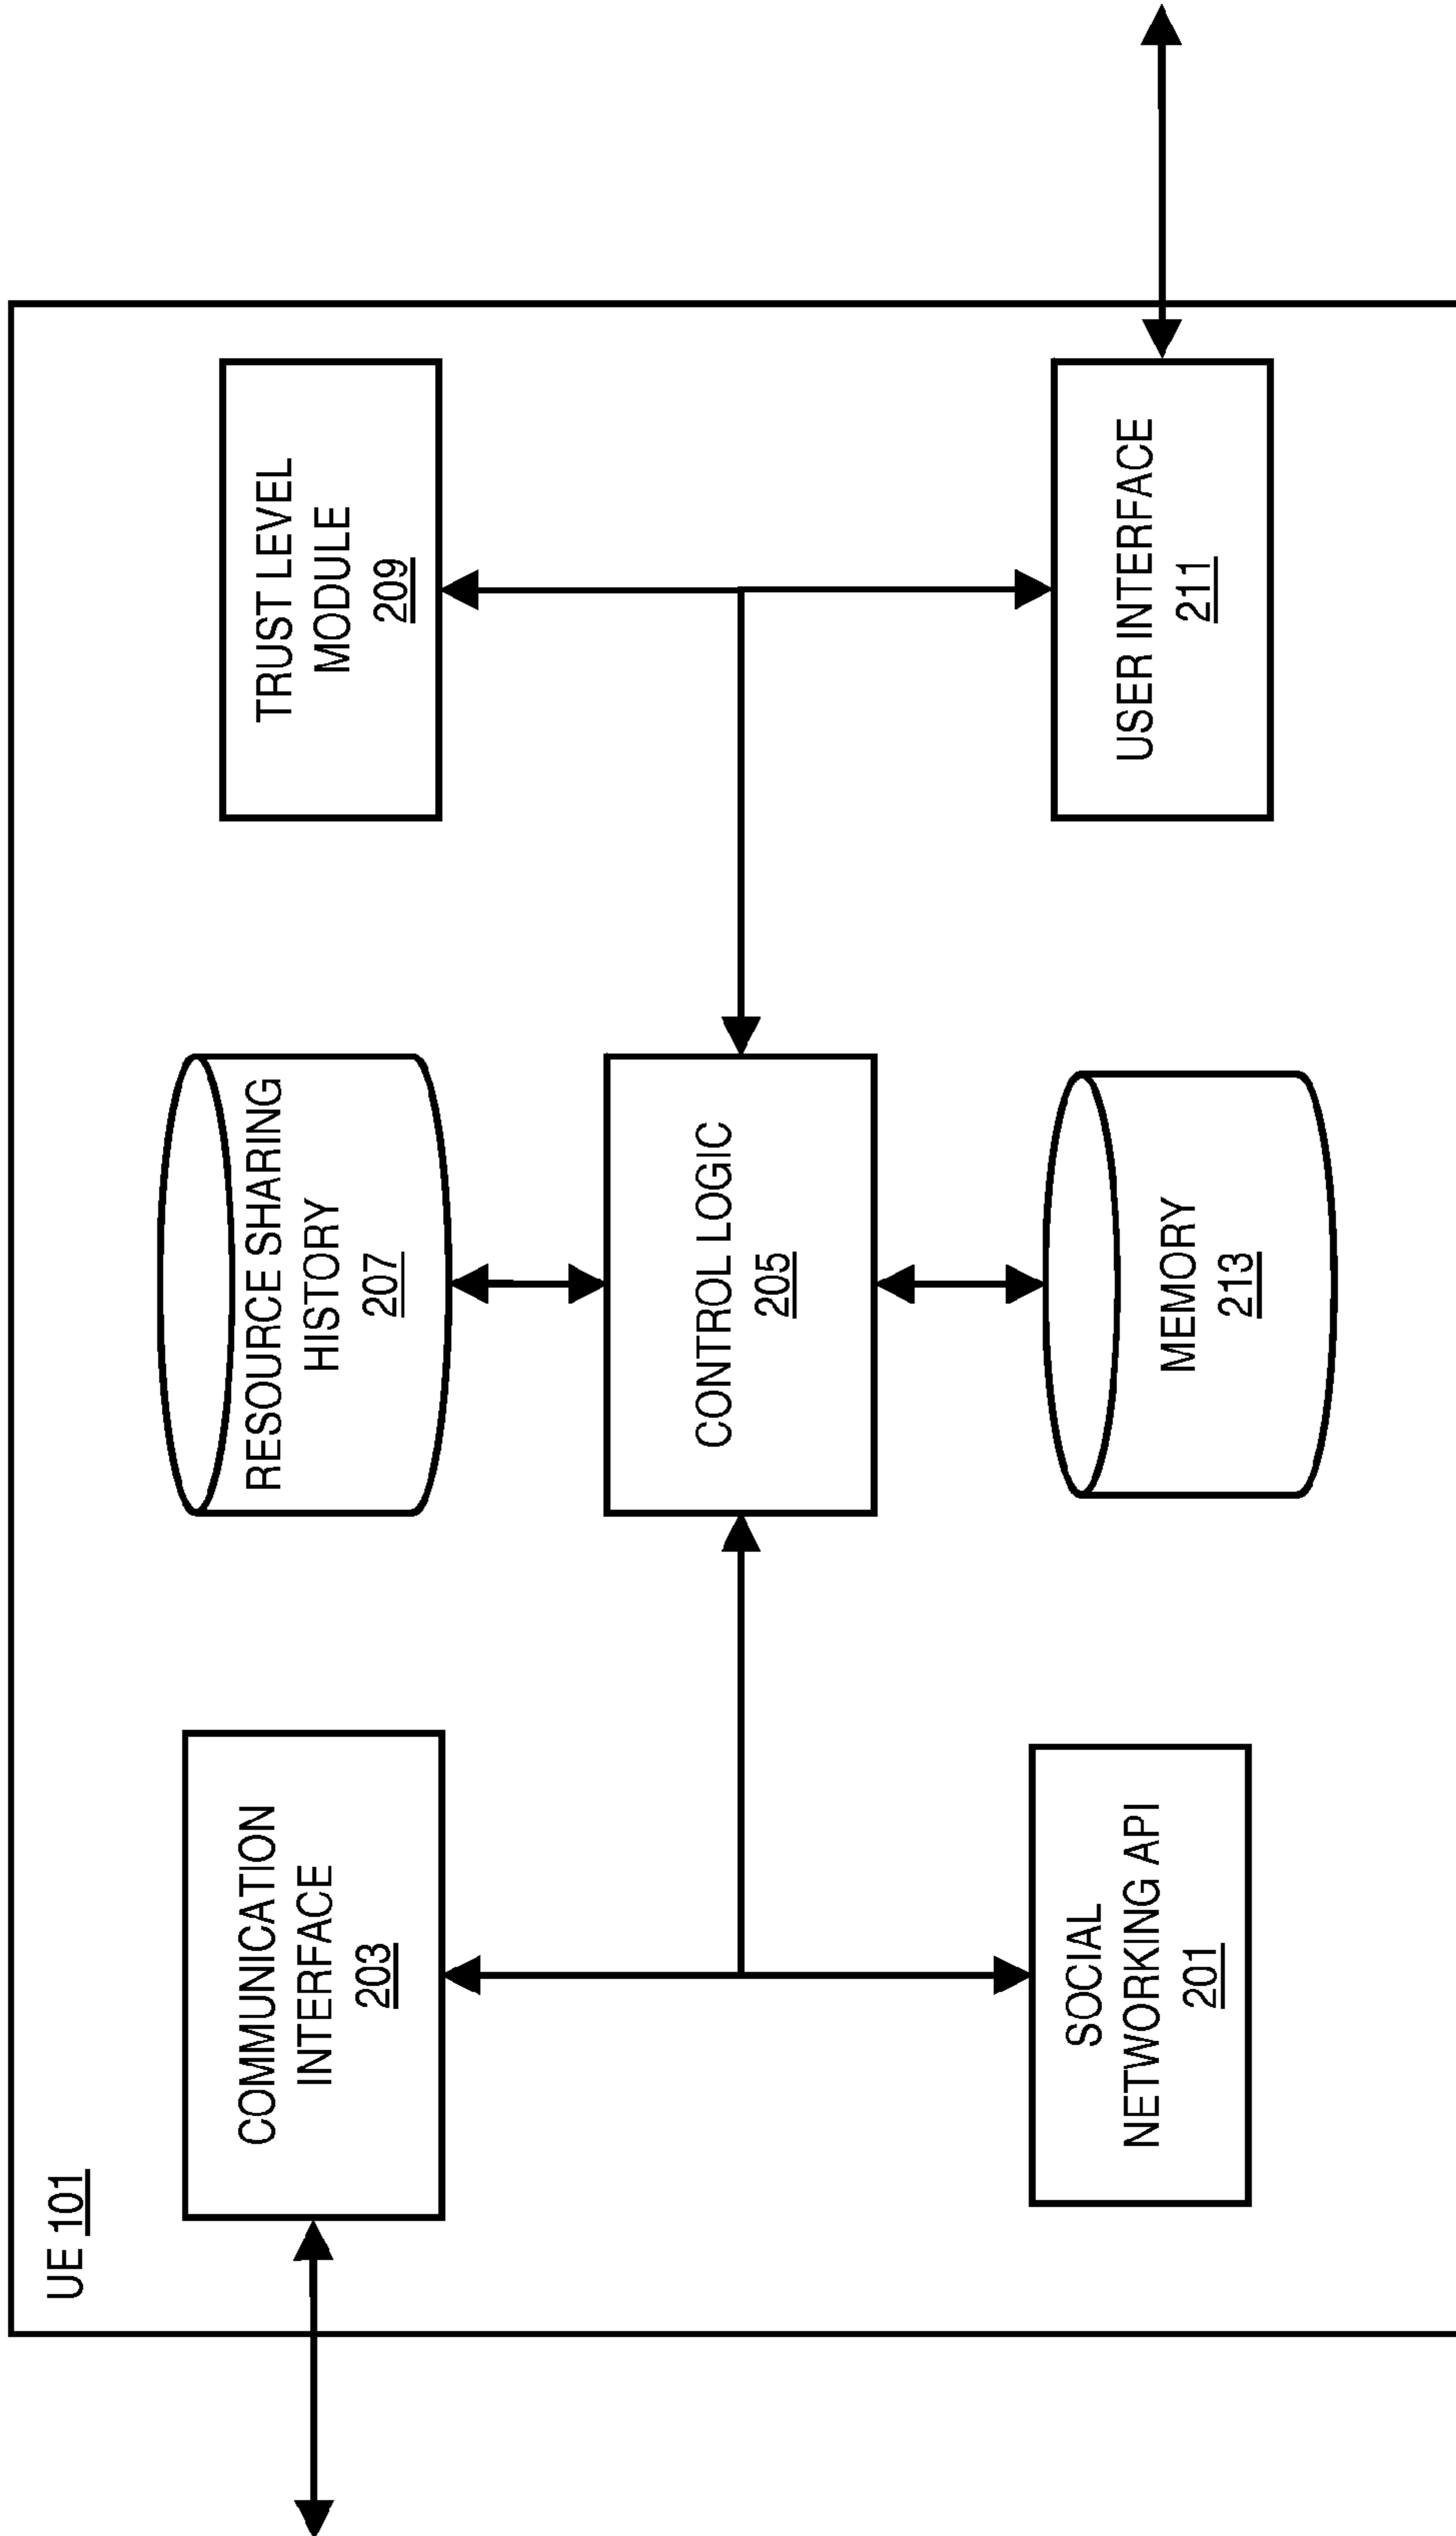 UE 101
COMMUNICATION
INTERFACE
203
RESOURCE SHARING
HISTORY
207
TRUST LEVEL
MODULE
209
CONTROL LOGIC
205
SOCIAL
NETWORKING API
201
MEMORY
213
USER INTERFACE
211